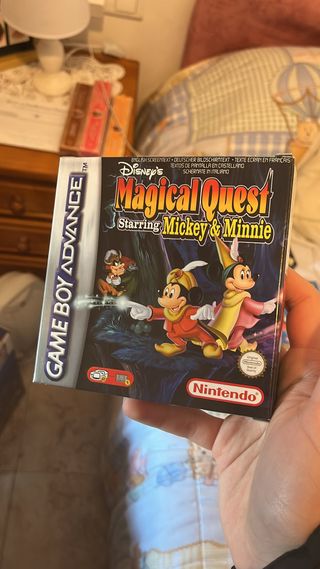 ENGLISH SCREENTEXT • DEUTSCHER BILDSCHIRMTEXT • TEXTE ECRAN EN FRANÇAIS
TEXTOS DE PANTALLA EN CASTELLANO
SCHERMATE IN ITALIANO
DISNEY'S
Magical Quest
Starring Mickey & Minnie
GAME BOY ADVANCE™
Nintendo